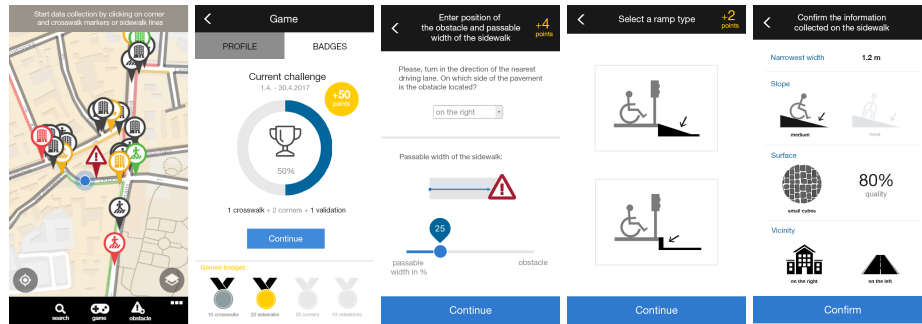 Start data collection by clicking on corner
and crosswalk markers or sidewalk lines
search
game
obstacle
Game
PROFILE
BADGES
Current challenge
1.4. - 30.4.2017
+50
points
50%
1 crosswalk + 2 corners + 1 validation
Continue
Gained badges
10 crosswalks
20 sidewalks
20 corners
10 validations
Enter position of
the obstacle and passable
width of the sidewalk
+4
points
Please, turn in the direction of the nearest
driving lane. On which side of the pavement
is the obstacle located?
on the right
Passable width of the sidewalk:
25
passable
width in %
obstacle
Continue
Select a ramp type
+2
points
Continue
Confirm the information
collected on the sidewalk
Narrowest width
1.2 m
Slope
medium
none
Surface
small cubes
80%
quality
Vicinity
on the right
on the left
Confirm